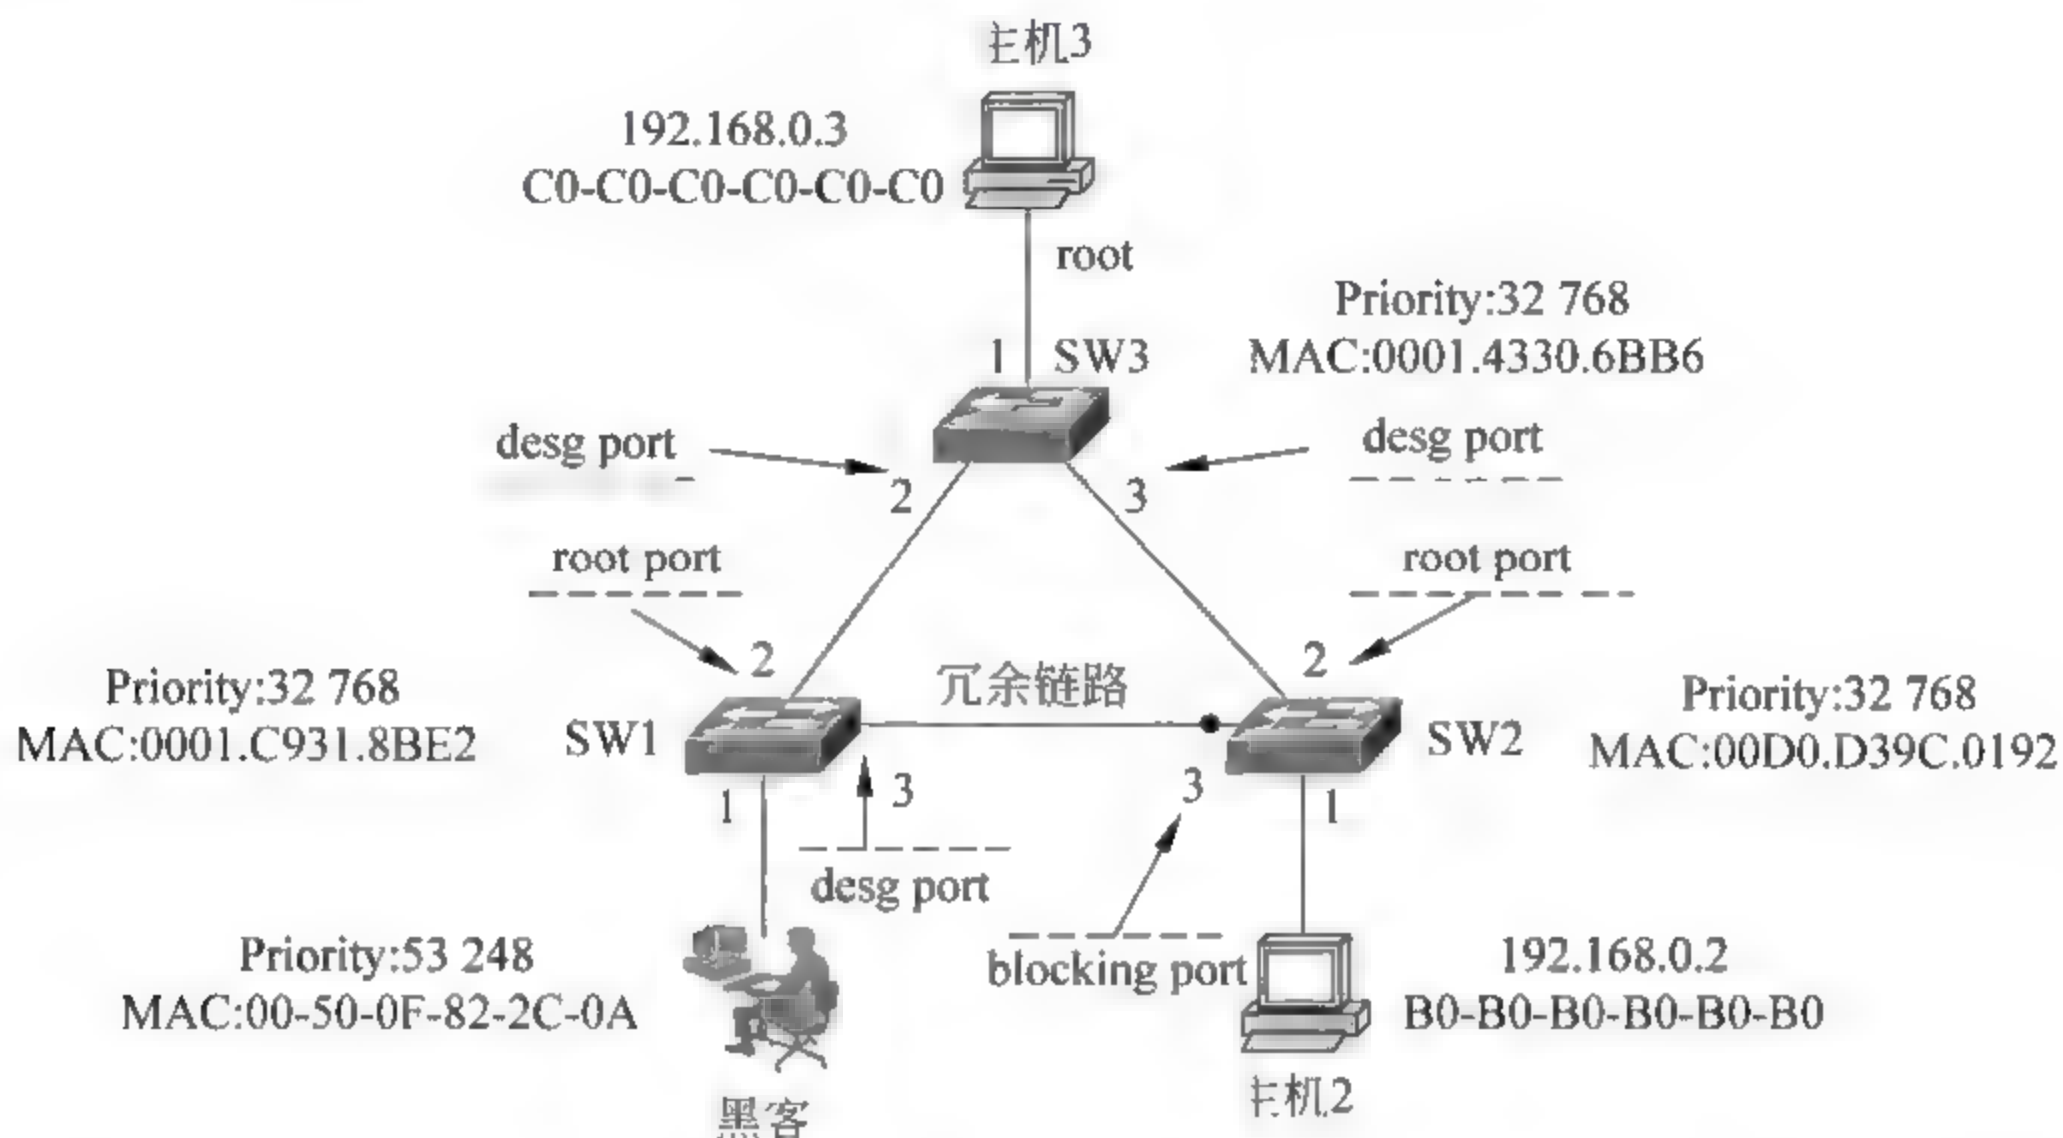 主机3
192.168.0.3
C0-C0-C0-C0-C0-C0
root
Priority:32 768
MAC:0001.4330.6BB6
1
SW3
desg port
desg port
2
3
root port
root port
2
2
冗余链路
Priority:32 768
MAC:0001.C931.8BE2
SW1
SW2
Priority:32 768
MAC:00D0.D39C.0192
1
3
3
1
desg port
blocking port
Priority:53 248
MAC:00-50-0F-82-2C-0A
192.168.0.2
B0-B0-B0-B0-B0-B0
黑客
主机2